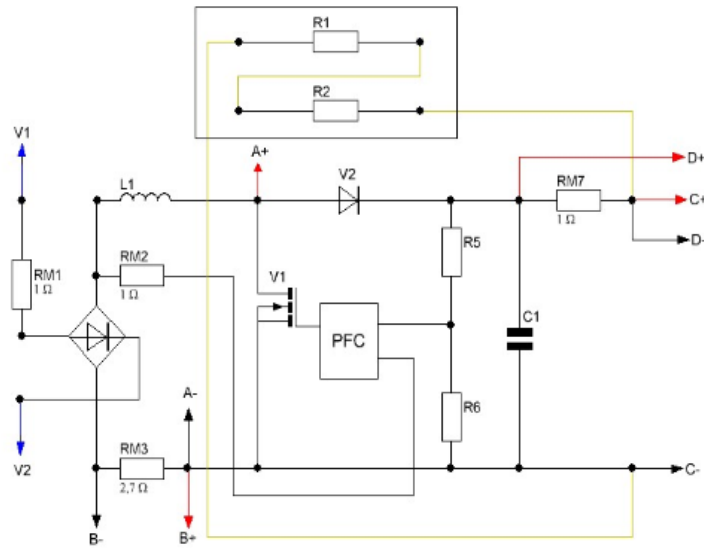 R1
R2
V1
A+
D+
L1
V2
RM7
C+
1 Ω
D-
RM1
1 Ω
RM2
1 Ω
V1
R5
PFC
C1
A-
R6
V2
RM3
2,7 Ω
C-
B-
B+